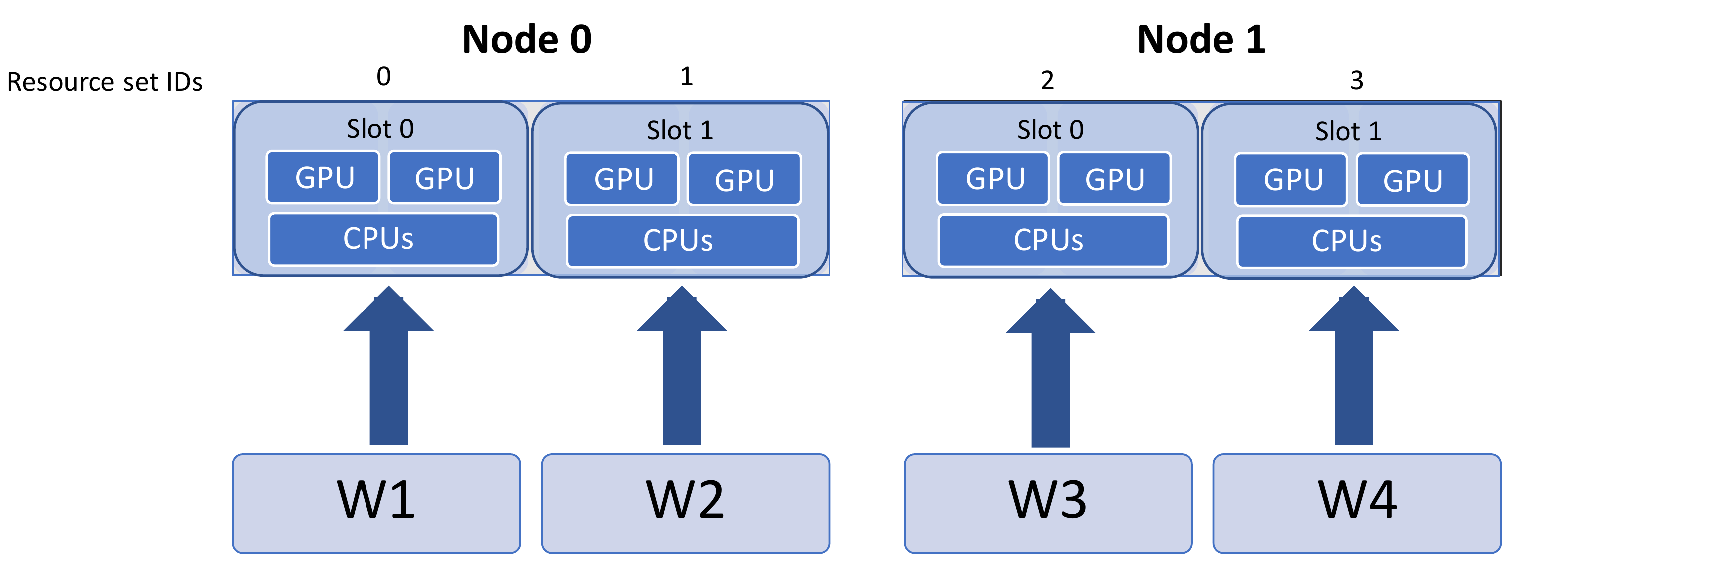 Node 0 Node 1
Resource set IDs 0 1 2 3
Slot 0 Slot 1 Slot 0 Slot 1
GPU GPU GPU GPU GPU GPU GPU GPU
CPUs CPUs CPUs CPUs
W1 W2 W3 W4